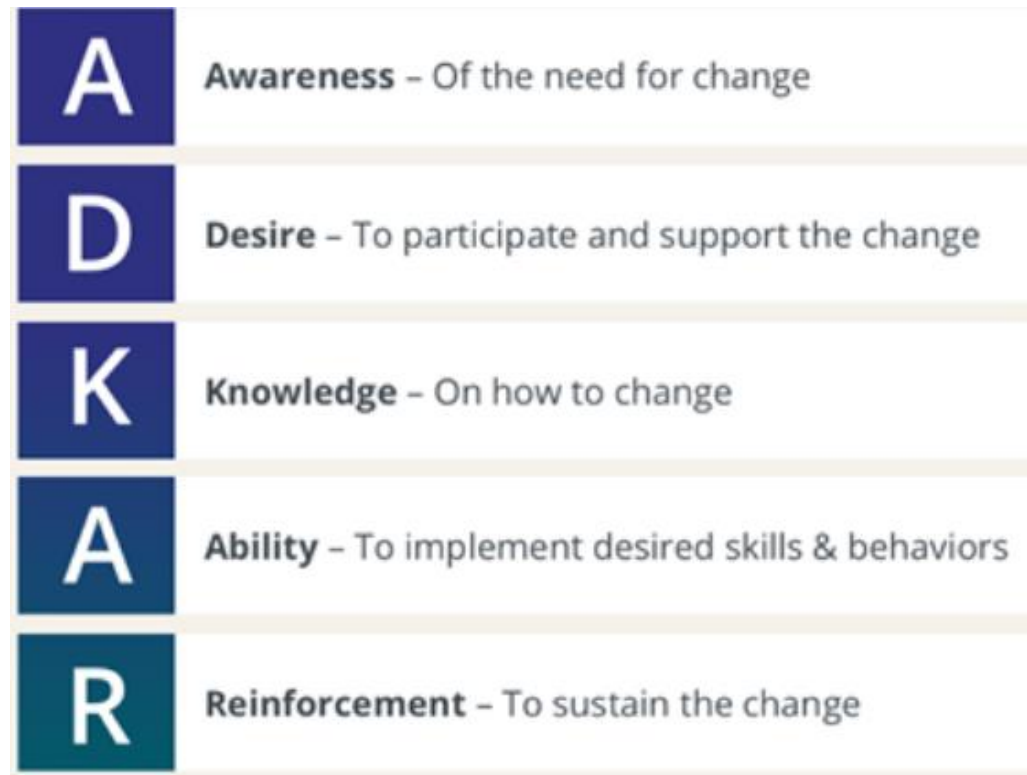 A
Awareness – Of the need for change
D
Desire – To participate and support the change
K
Knowledge – On how to change
A
Ability – To implement desired skills & behaviors
R
Reinforcement – To sustain the change